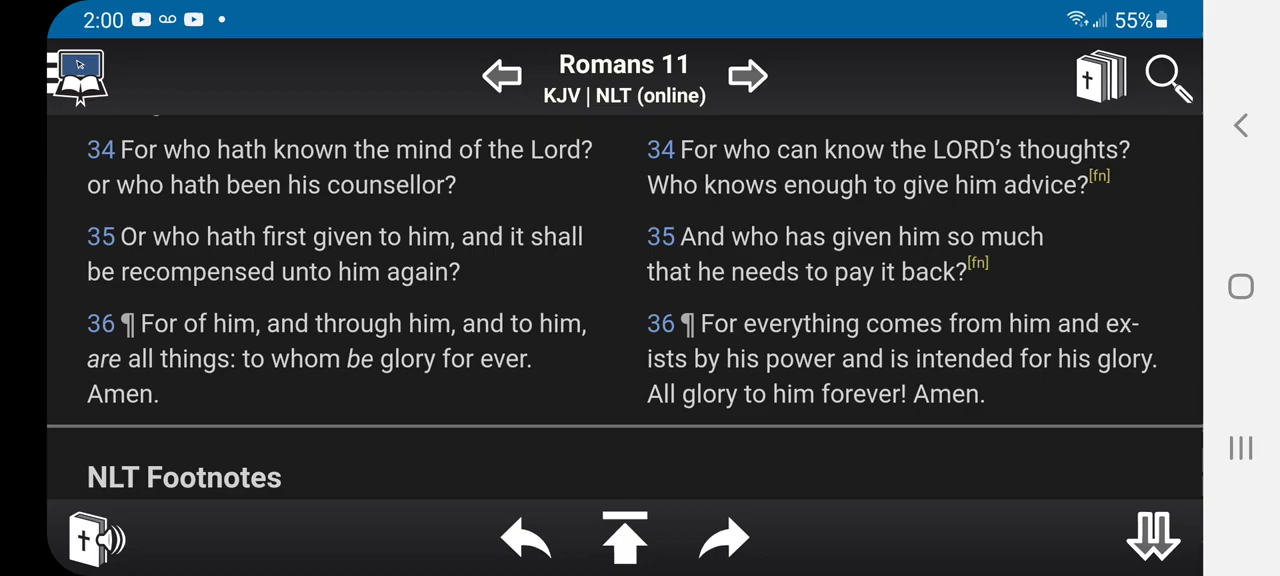 2:00 55%
Romans 11
KJV | NLT (online)
34 For who hath known the mind of the Lord?
or who hath been his counsellor?
35 Or who hath first given to him, and it shall
be recompensed unto him again?
36 ¶ For of him, and through him, and to him,
are all things: to whom be glory for ever.
Amen.
34 For who can know the LORD’s thoughts?
Who knows enough to give him advice?[fn]
35 And who has given him so much
that he needs to pay it back?[fn]
36 ¶ For everything comes from him and ex-
ists by his power and is intended for his glory.
All glory to him forever! Amen.
NLT Footnotes